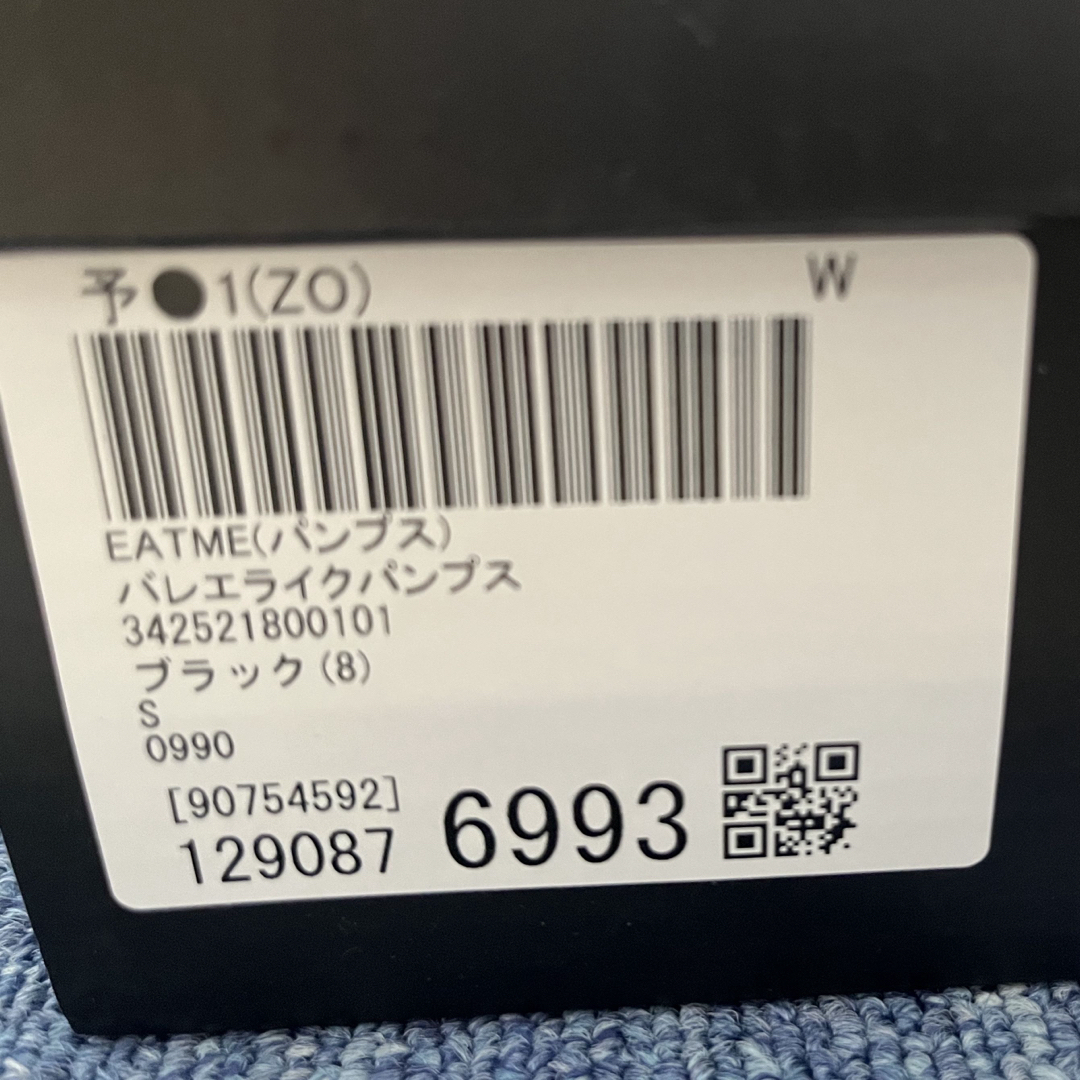 予●1(ZO) W
EATME(パンプス)
バレエライクパンプス
342521800101
ブラック(8)
S
0990
[90754592]
129087 6993